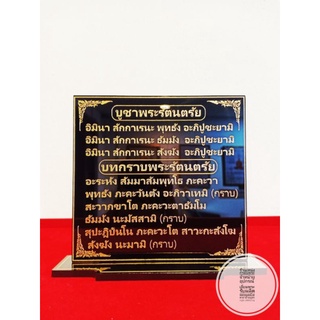 บูชาพระรัตนตรัย
อิมินา สักกาเรนะ พุทธัง อะภิปูชะยามิ
อิมินา สักกาเรนะ ธัมมัง อะภิปูชะยามิ
อิมินา สักกาเรนะ สังฆัง อะภิปูชะยามิ
บทกราบพระรัตนตรัย
อะระหัง สัมมาสัมพุทโธ ภะคะวา
พุทธัง ภะคะวันตัง อะภิวาเทมิ (กราบ)
สะวากขาโต ภะคะวะตาธัมโม
ธัมมัง นะมัสสามิ (กราบ)
สุปะฏิปันโน ภะคะวะโต สาวะกะสังโฆ
สังฆัง นะมามิ (กราบ)